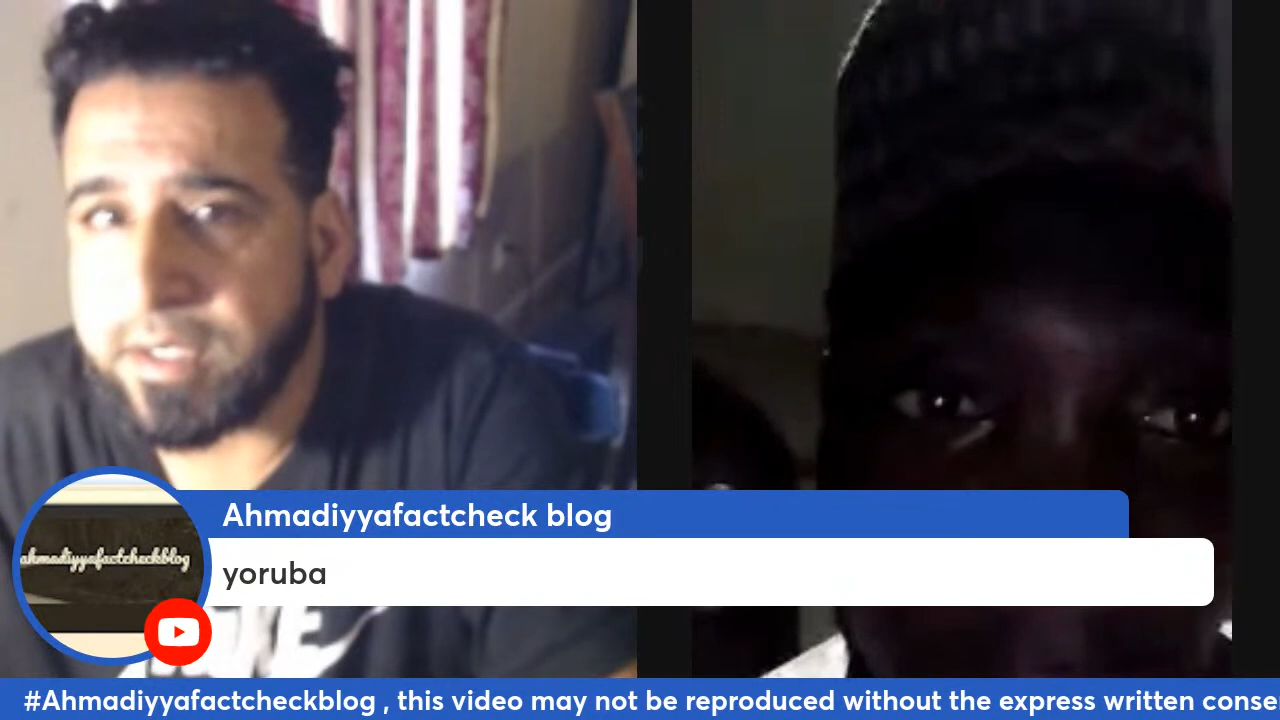 Ahmadiyyafactcheck blog
ahmadiyyafactcheckblog
yoruba
#Ahmadiyyafactcheckblog , this video may not be reproduced without the express written conse